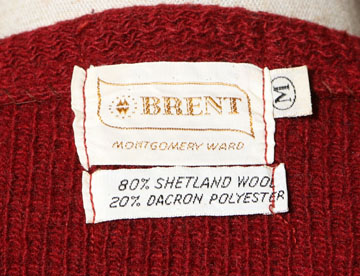 BRENT
M
MONTGOMERY WARD
80% SHETLAND WOOL
20% DACRON POLYESTER